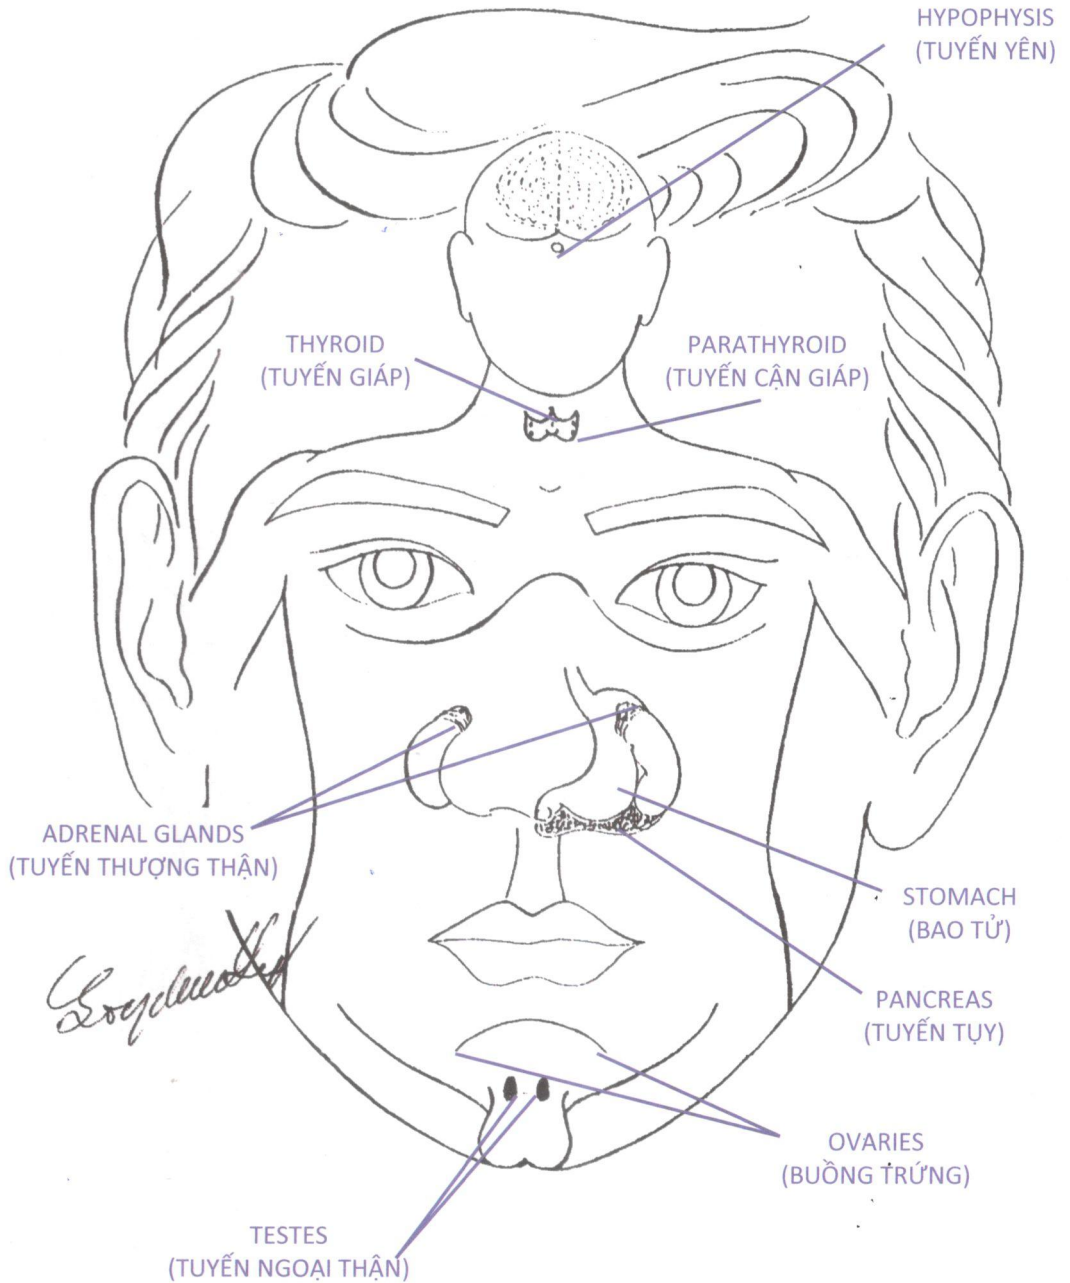 HYPOPHYSIS
(TUYẾN YÊN)
THYROID
(TUYẾN GIÁP)
PARATHYROID
(TUYẾN CẬN GIÁP)
ADRENAL GLANDS
(TUYẾN THƯỢNG THẬN)
STOMACH
(BAO TỬ)
PANCREAS
(TUYẾN TỤY)
OVARIES
(BUỒNG TRỨNG)
TESTES
(TUYẾN NGOẠI THẬN)